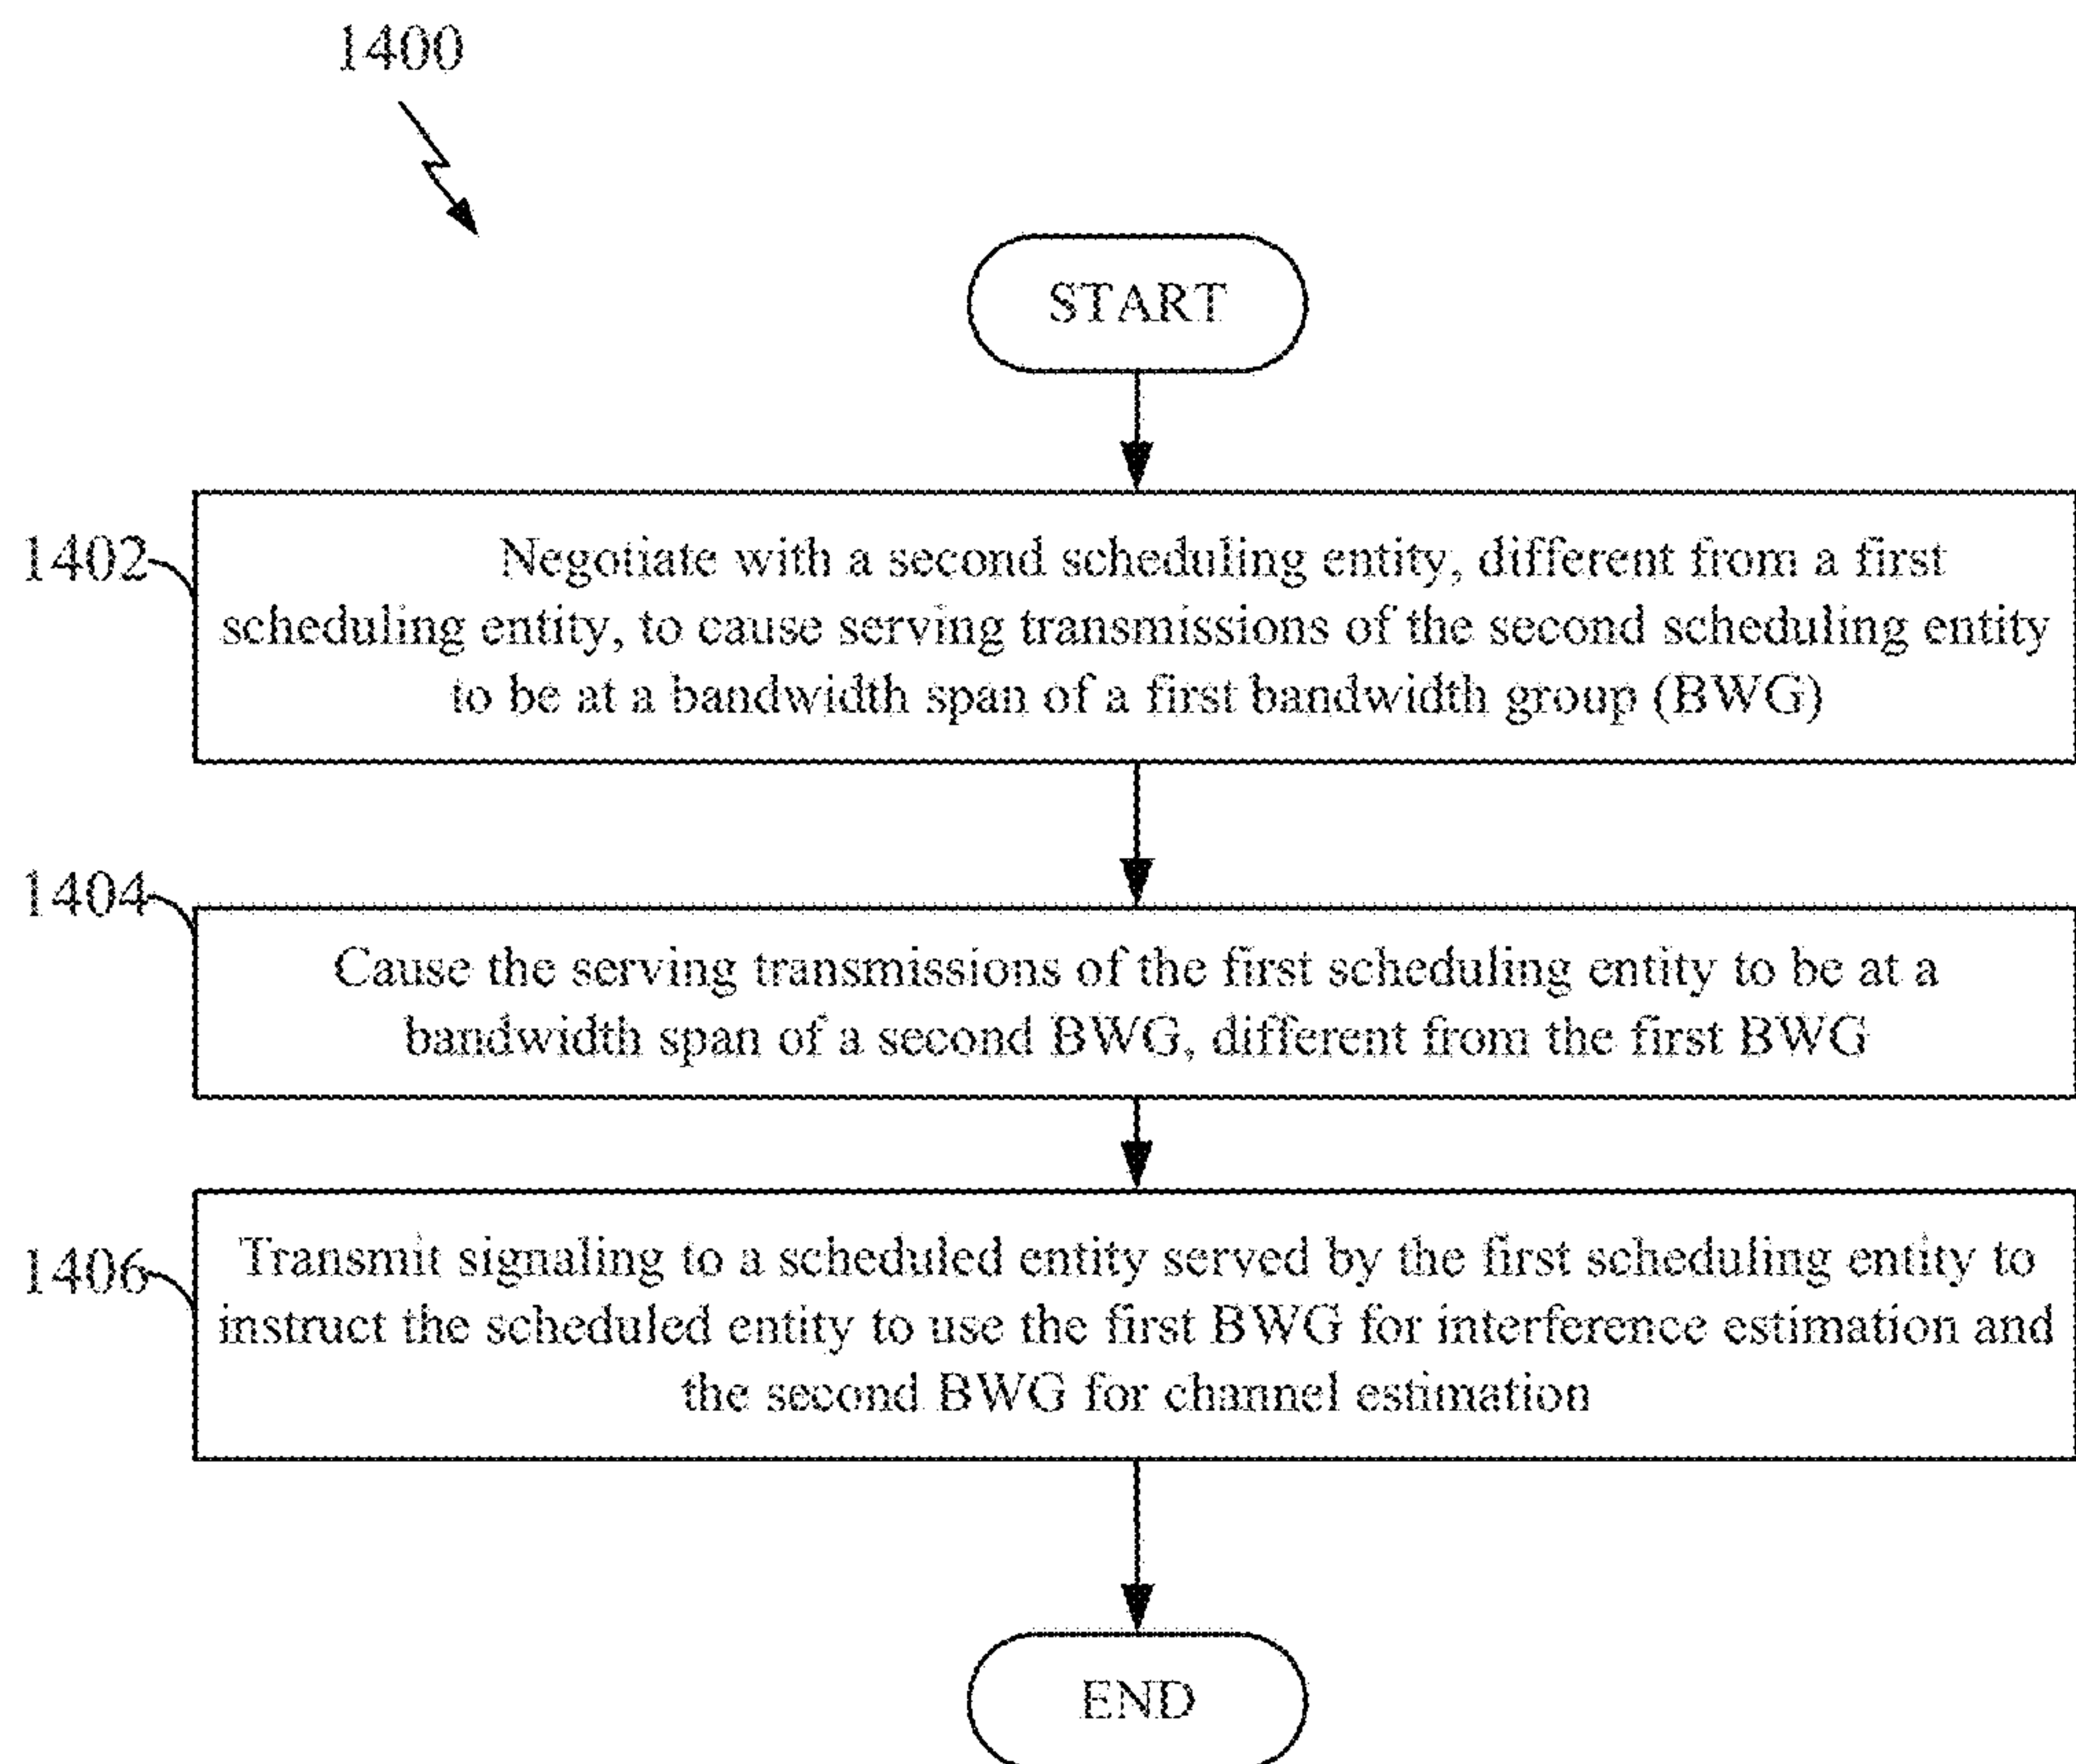 1400
START
1402
Negotiate with a second scheduling entity, different from a first
scheduling entity, to cause serving transmissions of the second scheduling entity
to be at a bandwidth span of a first bandwidth group (BWG)
1404
Cause the serving transmissions of the first scheduling entity to be at a
bandwidth span of a second BWG, different from the first BWG
1406
Transmit signaling to a scheduled entity served by the first scheduling entity to
instruct the scheduled entity to use the first BWG for interference estimation and
the second BWG for channel estimation
END